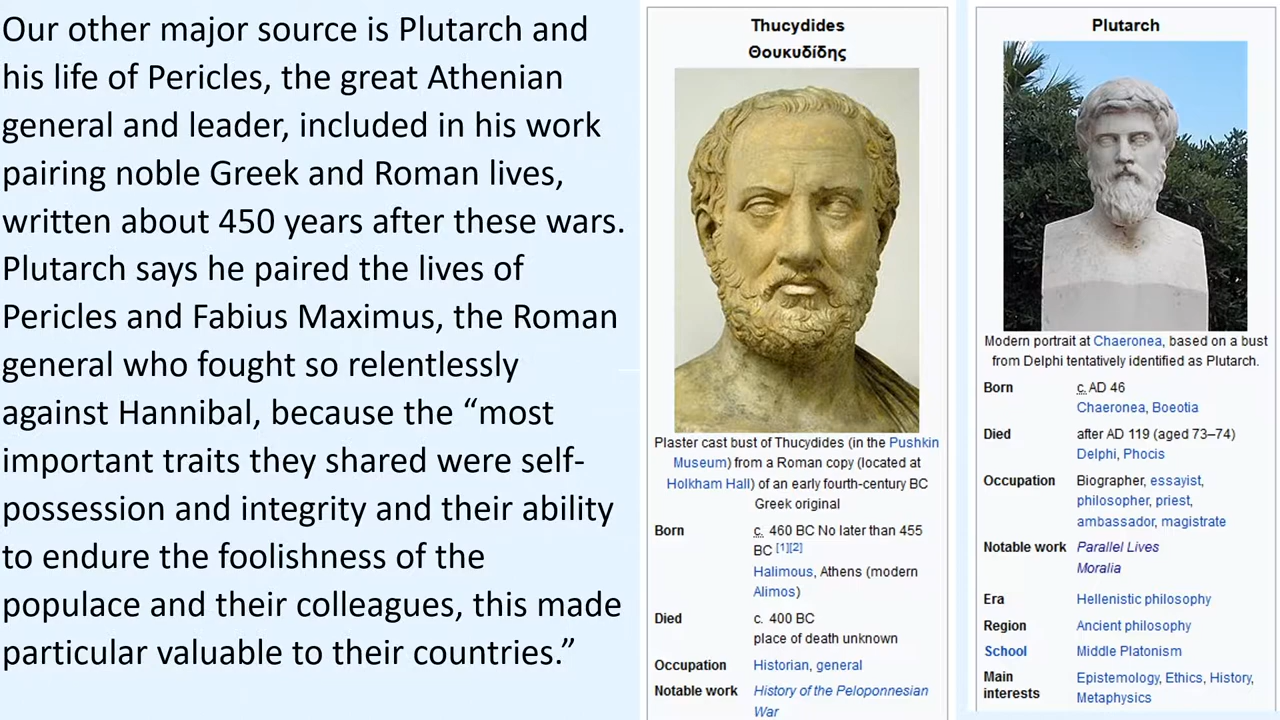 Our other major source is Plutarch and
his life of Pericles, the great Athenian
general and leader, included in his work
pairing noble Greek and Roman lives,
written about 450 years after these wars.
Plutarch says he paired the lives of
Pericles and Fabius Maximus, the Roman
general who fought so relentlessly
against Hannibal, because the “most
important traits they shared were self-
possession and integrity and their ability
to endure the foolishness of the
populace and their colleagues, this made
particular valuable to their countries.”
Thucydides
Θουκυδίδης
Plaster cast bust of Thucydides (in the Pushkin
Museum) from a Roman copy (located at
Holkham Hall) of an early fourth-century BC
Greek original
Born c. 460 BC No later than 455
BC [1][2]
Halimous, Athens (modern
Alimos)
Died c. 400 BC
place of death unknown
Occupation Historian, general
Notable work History of the Peloponnesian
War
Plutarch
Modern portrait at Chaeronea, based on a bust
from Delphi tentatively identified as Plutarch.
Born c. AD 46
Chaeronea, Boeotia
Died after AD 119 (aged 73–74)
Delphi, Phocis
Occupation Biographer, essayist,
philosopher, priest,
ambassador, magistrate
Notable work Parallel Lives
Moralia
Era Hellenistic philosophy
Region Ancient philosophy
School Middle Platonism
Main interests Epistemology, Ethics, History,
Metaphysics